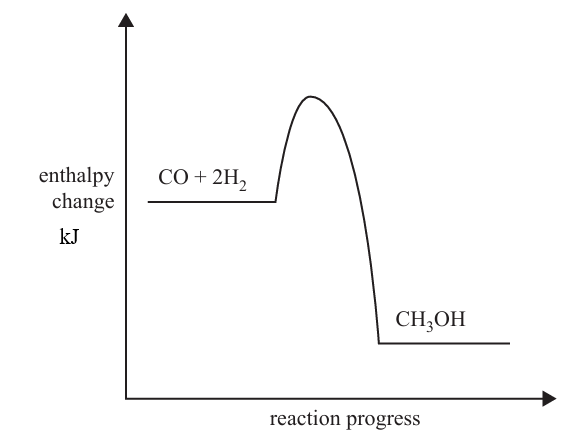 enthalpy
change
kJ
CO + 2H₂
CH₃OH
reaction progress